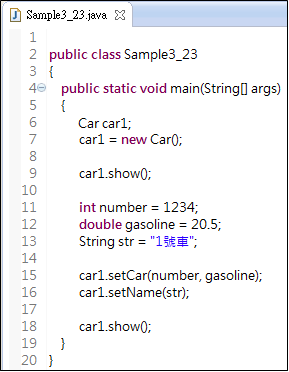 Sample3_23.java
1
2 public class Sample3_23
3 {
4 public static void main(String[] args)
5 {
6 Car car1;
7 car1 = new Car();
8
9 car1.show();
10
11 int number = 1234;
12 double gasoline = 20.5;
13 String str = "1號車";
14
15 car1.setCar(number, gasoline);
16 car1.setName(str);
17
18 car1.show();
19 }
20 }